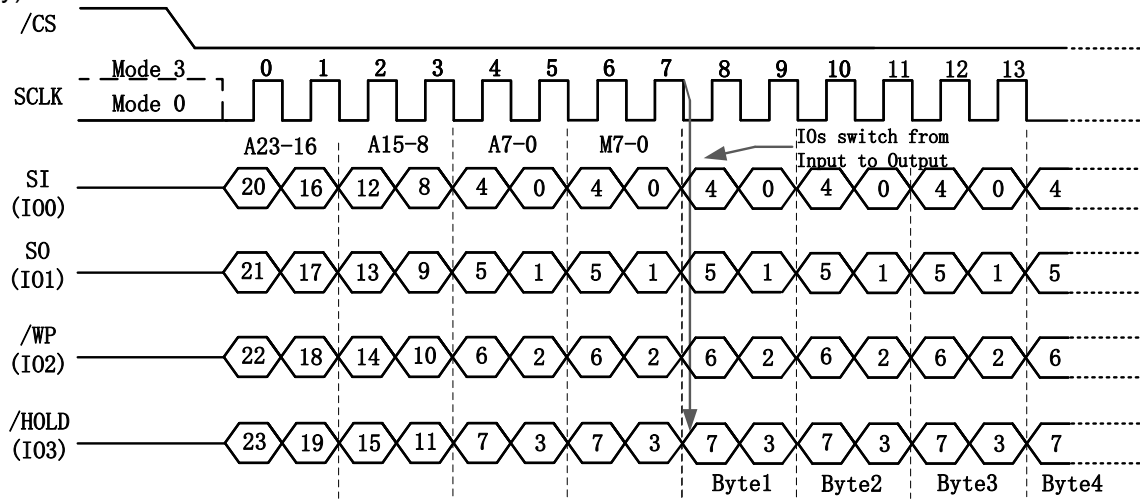 y,
/CS
0 1 2 3 4 5 6 7 8 9 10 11 12 13
Mode 3
SCLK
Mode 0
IOs switch from
Input to Output
A23-16 A15-8 A7-0 M7-0
SI
(IO0)
20 16 12 8 4 0 4 0 4 0 4 0 4 0 4
SO
(IO1)
21 17 13 9 5 1 5 1 5 1 5 1 5 1 5
/WP
(IO2)
22 18 14 10 6 2 6 2 6 2 6 2 6 2 6
/HOLD
(IO3)
23 19 15 11 7 3 7 3 7 3 7 3 7 3 7
Byte1 Byte2 Byte3 Byte4